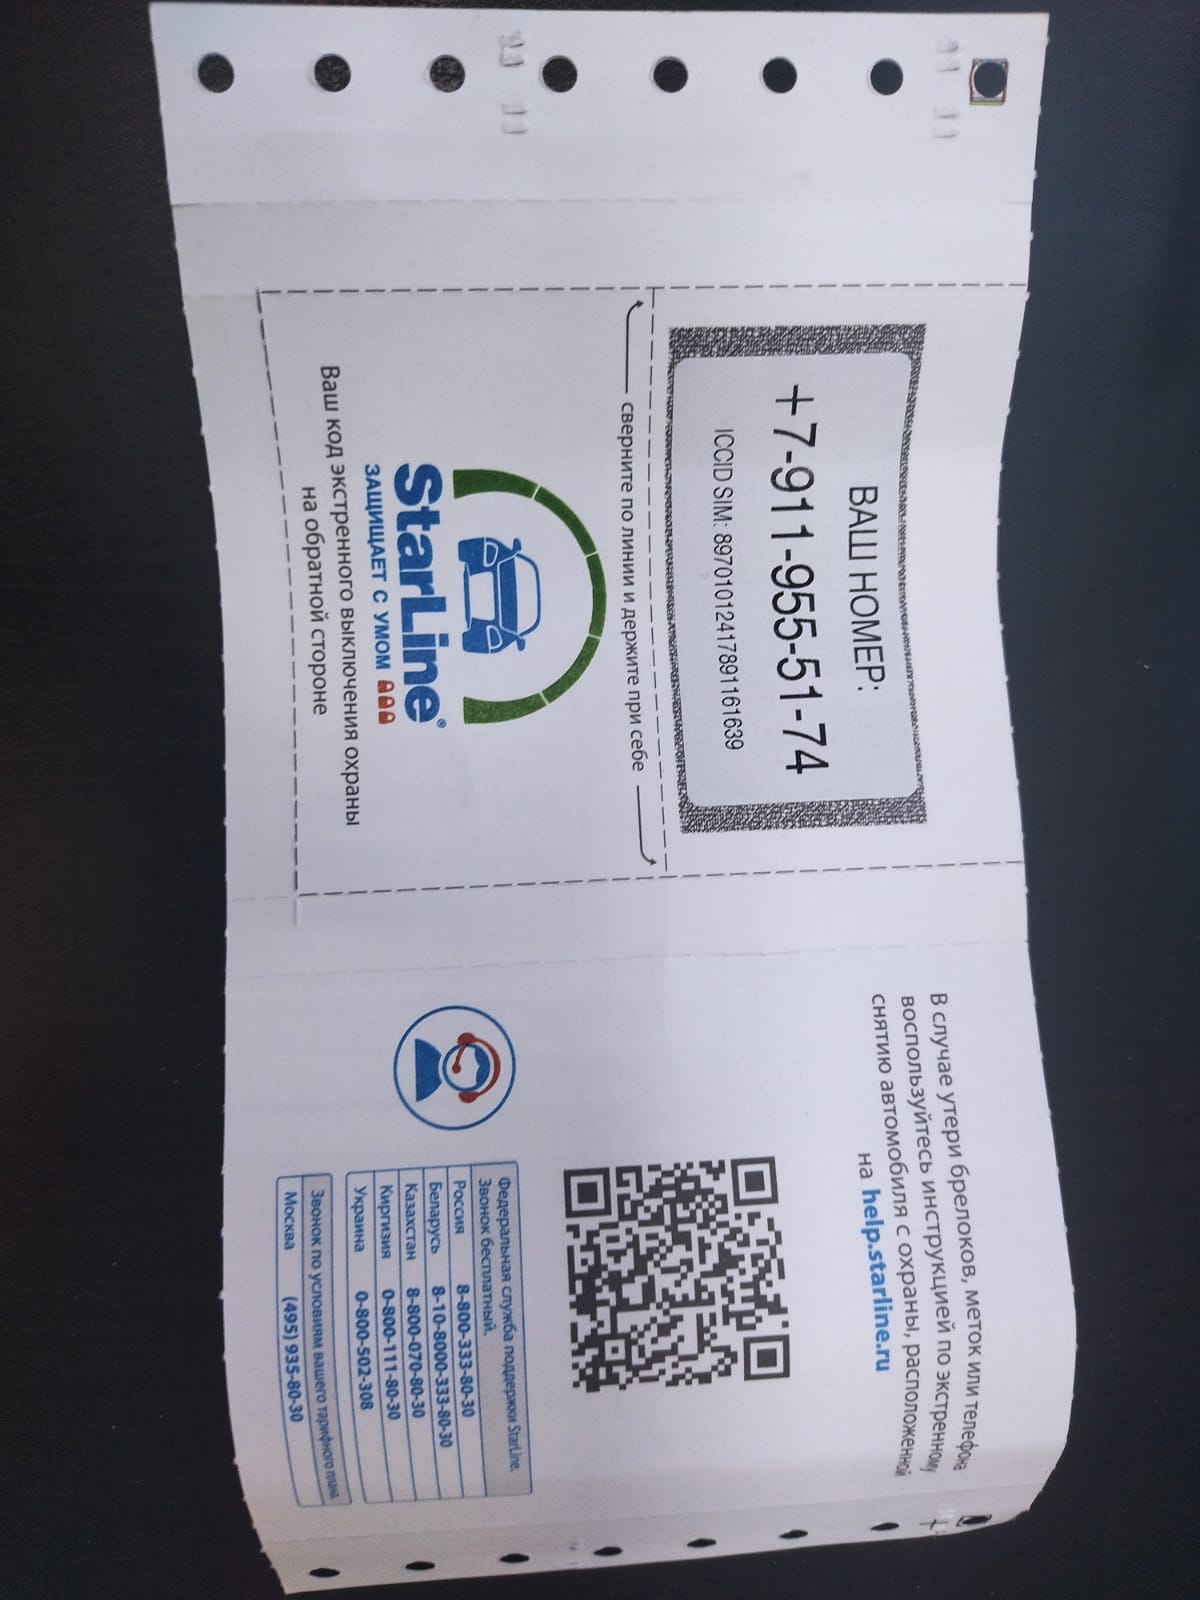 ВАШ НОМЕР:
+7-911-955-51-74
ICCID SIM: 89701012417891161639
сверните по линии и держите при себе
StarLine®
ЗАЩИЩАЕТ С УМОМ
Ваш код экстренного выключения охраны
на обратной стороне
В случае утери брелоков, меток или телефона
воспользуйтесь инструкцией по экстренному
снятию автомобиля с охраны, расположенной
на help.starline.ru
Федеральная служба поддержки StarLine.
Звонок бесплатный.
Россия 8-800-333-80-30
Беларусь 8-10-8000-333-80-30
Казахстан 8-800-070-80-30
Киргизия 0-800-111-80-30
Украина 0-800-502-308
Звонок по условиям вашего тарифного плана.
Москва (495) 935-80-30